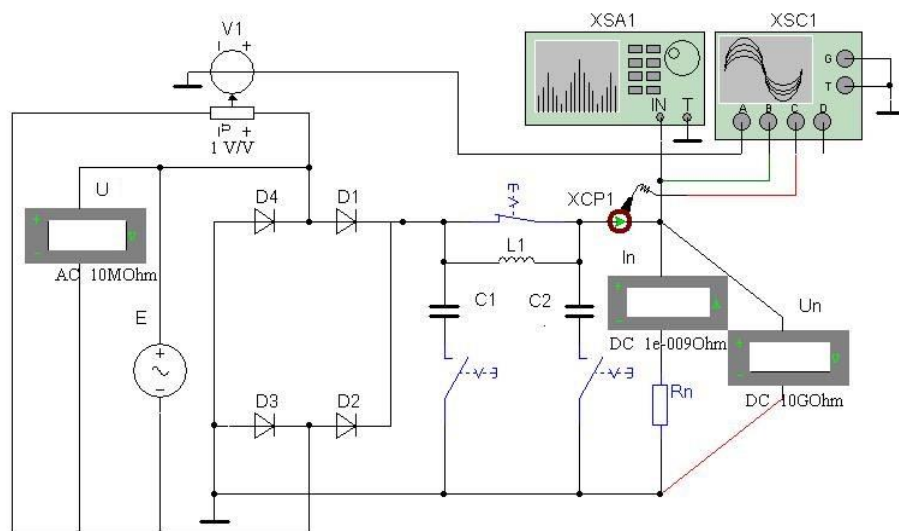 V1
XSA1
XSC1
G
T
IN T
A B C D
P
1 V/V
U
D4
D1
XCP1
AC 10MOhm
L1
In
C1
C2
Un
E
DC 1e-009Ohm
D3
D2
Rn
DC 10GOhm